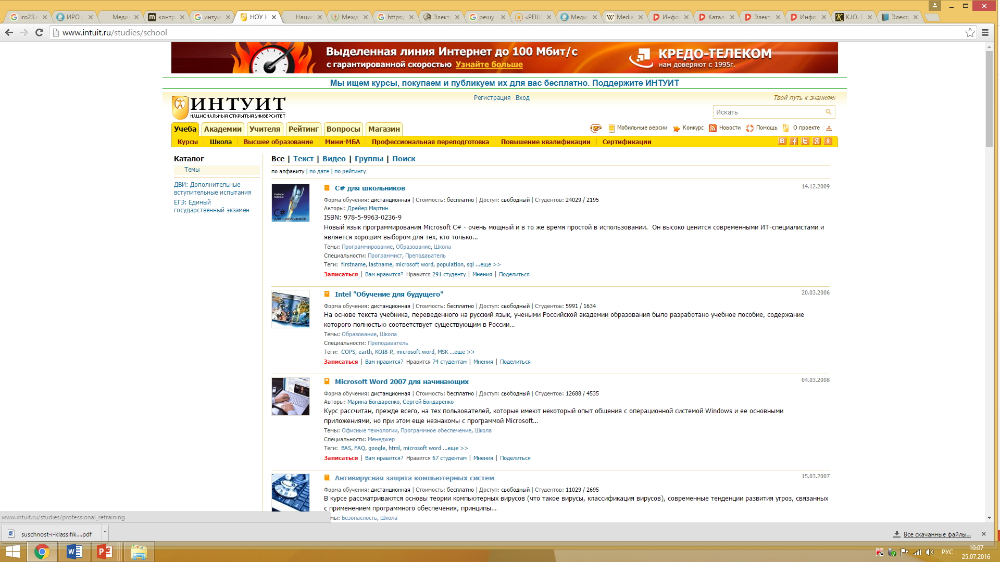 iro23.
ИРО |
Медиа
контр
интуи
НОУ И
Нацио
Межд
https:
Элект
решу
«РЕШ
Медиа
Media
Инфо
Катал
Электр
Инфо
К.Ю. П
Электр
www.intuit.ru/studies/school
Выделенная линия Интернет до 100 Мбит/с
с гарантированной скоростью Узнайте больше
КРЕДО-ТЕЛЕКОМ
нам доверяют с 1995г.
Мы ищем курсы, покупаем и публикуем их для вас бесплатно. Поддержите ИНТУИТ
ИНТУИТ
НАЦИОНАЛЬНЫЙ ОТКРЫТЫЙ УНИВЕРСИТЕТ
Регистрация Вход
Твой путь к знаниям!
Искать
Учеба Академии Учителя Рейтинг Вопросы Магазин
Мобильные версии Конкурс Новости Помощь О проекте
Курсы Школа Высшее образование Мини-МБА Профессиональная переподготовка Повышение квалификации Сертификации
Каталог
Темы
ДВИ: Дополнительные
вступительные испытания
ЕГЭ: Единый
государственный экзамен
Все | Текст | Видео | Группы | Поиск
по алфавиту | по дате | по рейтингу
Учебное
пособие
C#
для школьников
C# для школьников
14.12.2009
Форма обучения: дистанционная | Стоимость: бесплатно | Доступ: свободный | Студентов: 24029 / 2195
Авторы: Дрейер Мартин
ISBN: 978-5-9963-0236-9
Новый язык программирования Microsoft C# - очень мощный и в то же время простой в использовании. Он высоко ценится современными ИТ-специалистами и
является хорошим выбором для тех, кто только...
Темы: Программирование, Образование, Школа
Специальности: Программист, Преподаватель
Теги: firstname, lastname, microsoft word, population, sql ...еще >>
Записаться | Вам нравится? Нравится 291 студенту | Мнения | Поделиться
Intel "Обучение для будущего"
20.03.2006
Форма обучения: дистанционная | Стоимость: бесплатно | Доступ: свободный | Студентов: 5991 / 1634
На основе текста учебника, переведенного на русский язык, учеными Российской академии образования было разработано учебное пособие, содержание
которого полностью соответствует существующим в России...
Темы: Образование, Школа
Специальности: Преподаватель
Теги: COPS, earth, KOI8-R, microsoft word, MSK ...еще >>
Записаться | Вам нравится? Нравится 74 студентам | Мнения | Поделиться
Microsoft Word 2007 для начинающих
04.03.2008
Форма обучения: дистанционная | Стоимость: бесплатно | Доступ: свободный | Студентов: 12688 / 4535
Авторы: Марина Бондаренко, Сергей Бондаренко
Курс рассчитан, прежде всего, на тех пользователей, которые имеют некоторый опыт общения с операционной системой Windows и ее основными
приложениями, но при этом еще незнакомы с программой Microsoft...
Темы: Офисные технологии, Программное обеспечение, Школа
Специальности: Менеджер
Теги: BAS, FAQ, google, html, microsoft word ...еще >>
Записаться | Вам нравится? Нравится 67 студентам | Мнения | Поделиться
Антивирусная защита компьютерных систем
15.03.2007
Форма обучения: дистанционная | Стоимость: бесплатно | Доступ: свободный | Студентов: 11029 / 2695
В курсе рассматриваются основы теории компьютерных вирусов (что такое вирусы, классификация вирусов), современные тенденции развития угроз, связанных
с применением программного обеспечения, принципы...
мы: Безопасность, Школа
www.intuit.ru/studies/professional_retraining
suschnost-i-klassifik....pdf
Все скачанные файлы...
РУС
10:07
25.07.2016